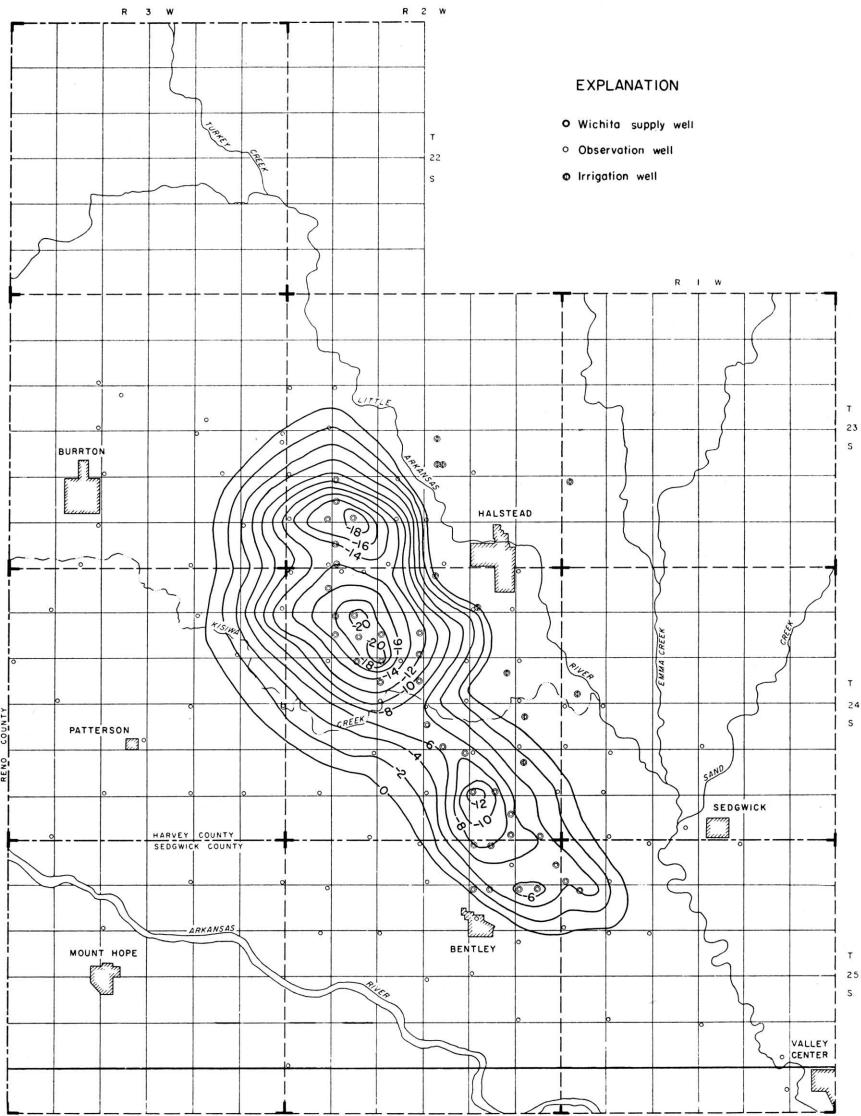 R 3 W
R 2 W
EXPLANATION
Wichita supply well
Observation well
Irrigation well
TURKEY CREEK
T
22
S
R 1 W
LITTLE
ARKANSAS
T
23
S
BURRTON
HALSTEAD
-18
-16
-14
KISIWA
-20
-20
-16
-18
-14
-12
-10
-8
CREEK
RIVER
EMMA CREEK
CREEK
SAND
T
24
S
RENO COUNTY
PATTERSON
-6
-4
-2
0
-12
-10
-8
SEDGWICK
HARVEY COUNTY
SEDGWICK COUNTY
-6
BENTLEY
ARKANSAS
RIVER
MOUNT HOPE
T
25
S
VALLEY
CENTER